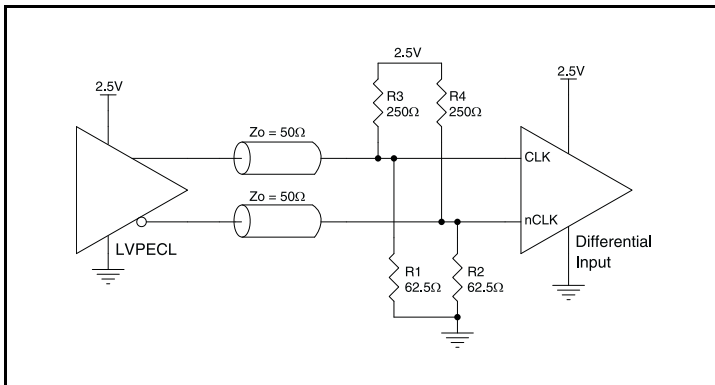 2.5V
2.5V
2.5V
R3
250Ω
R4
250Ω
Zo = 50Ω
CLK
Zo = 50Ω
nCLK
LVPECL
Differential
Input
R1
62.5Ω
R2
62.5Ω